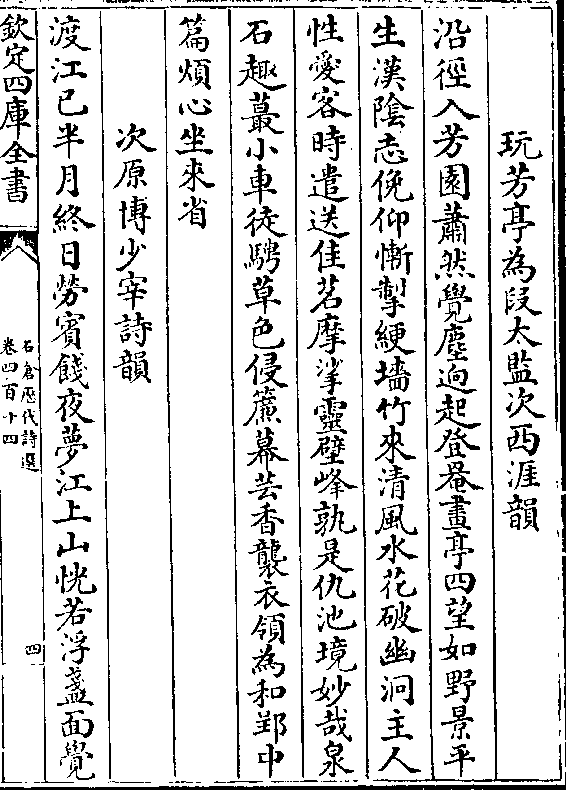 玩芳亭為段太監次西涯韻
沿徑入芳園蕭然覺塵迥起登罨畫亭四望如野景平
生漢陰志俛仰慚掣綆墻竹來清風水花破幽洞主人
性愛客時遣送佳茗摩挲靈壁峰孰是仇池境妙哉泉
石趣蕞小車徒騁草色侵簾幕芸香襲衣領為和郢中
篇煩心坐來省
次原博少宰詩韻
渡江已半月終日勞賓餞夜夢江上山恍若浮盞面覺
欽定四庫全書
石倉歷代詩選
卷四百十四
四